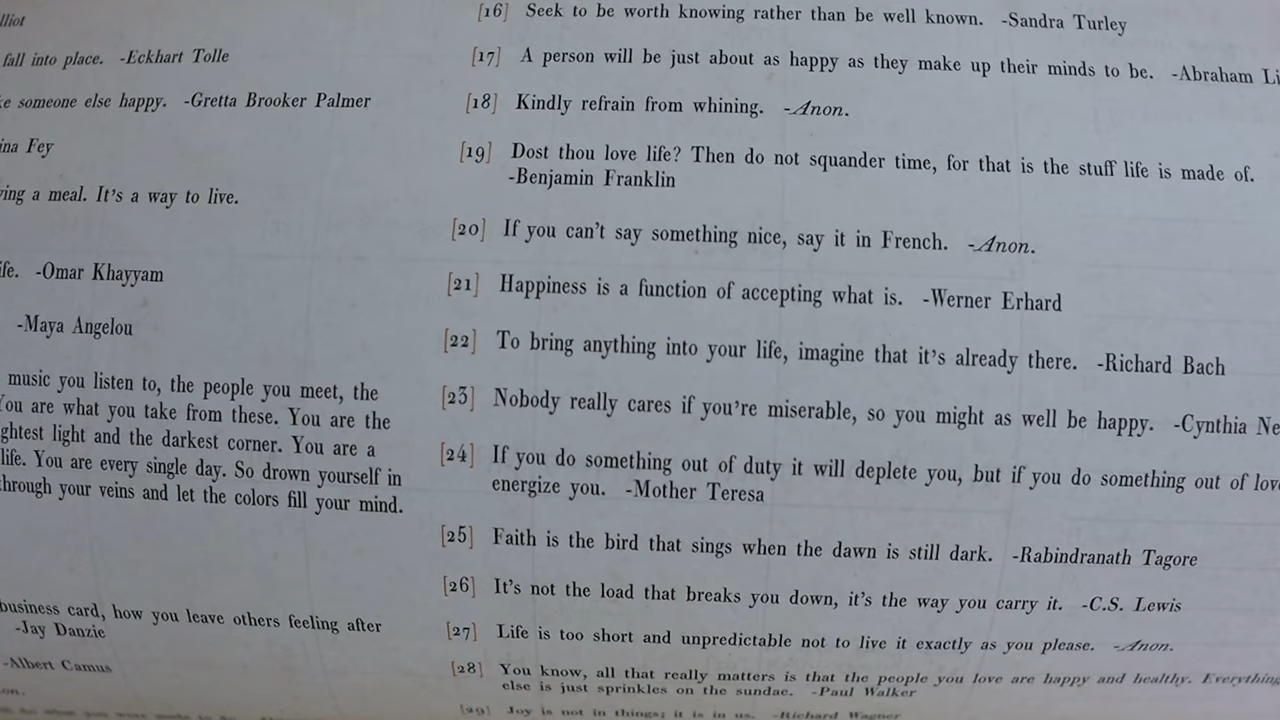 lliot
fall into place. -Eckhart Tolle
someone else happy. -Gretta Brooker Palmer
Fey
a meal. It's a way to live.
-Omar Khayyam
-Maya Angelou
music you listen to, the people you meet, the
You are what you take from these. You are the
light and the darkest corner. You are a
life. You are every single day. So drown yourself in
through your veins and let the colors fill your mind.
business card, how you leave others feeling after
-Jay Danzie
-Albert Camus
[16] Seek to be worth knowing rather than be well known. -Sandra Turley
[17] A person will be just about as happy as they make up their minds to be. -Abraham Li
[18] Kindly refrain from whining. -Anon.
[19] Dost thou love life? Then do not squander time, for that is the stuff life is made of.
-Benjamin Franklin
[20] If you can't say something nice, say it in French. -Anon.
[21] Happiness is a function of accepting what is. -Werner Erhard
[22] To bring anything into your life, imagine that it's already there. -Richard Bach
[23] Nobody really cares if you're miserable, so you might as well be happy. -Cynthia Ne
[24] If you do something out of duty it will deplete you, but if you do something out of lov
energize you. -Mother Teresa
[25] Faith is the bird that sings when the dawn is still dark. -Rabindranath Tagore
[26] It's not the load that breaks you down, it's the way you carry it. -C.S. Lewis
[27] Life is too short and unpredictable not to live it exactly as you please. -Anon.
[28] You know, all that really matters is that the people you love are happy and healthy. Everything
else is just sprinkles on the sundae. -Paul Walker
[29] Joy is not in things; it is in us. -Richard Wagner